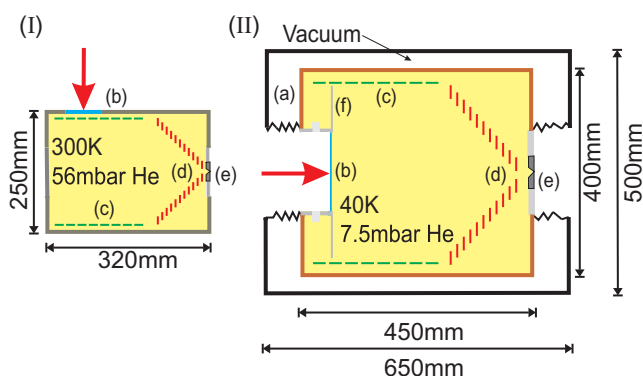 (I)
(b)
300K
56mbar He
(d)
(e)
(c)
250mm
320mm
(II)
Vacuum
(a)
(f)
(c)
(b)
(d)
(e)
40K
7.5mbar He
400mm
500mm
450mm
650mm